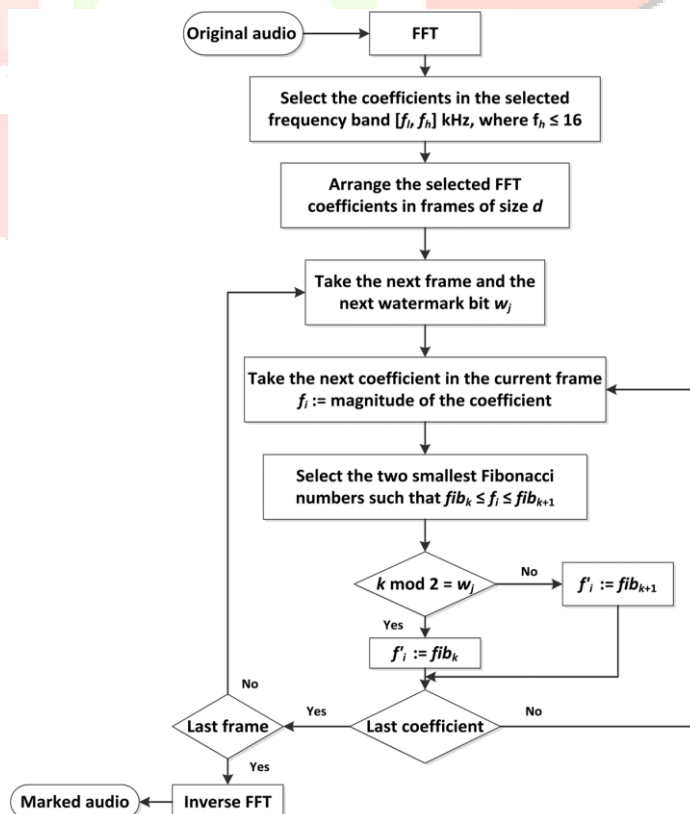 Original audio
FFT
Select the coefficients in the selected
frequency band [fₗ, fₕ] kHz, where fₕ ≤ 16
Arrange the selected FFT
coefficients in frames of size d
Take the next frame and the
next watermark bit wⱼ
Take the next coefficient in the current frame
fᵢ := magnitude of the coefficient
Select the two smallest Fibonacci
numbers such that fibₖ ≤ fᵢ ≤ fibₖ₊₁
k mod 2 = wⱼ
No
f'ᵢ := fibₖ₊₁
Yes
f'ᵢ := fibₖ
No
Last frame
Yes
Last coefficient
No
Yes
Marked audio
Inverse FFT